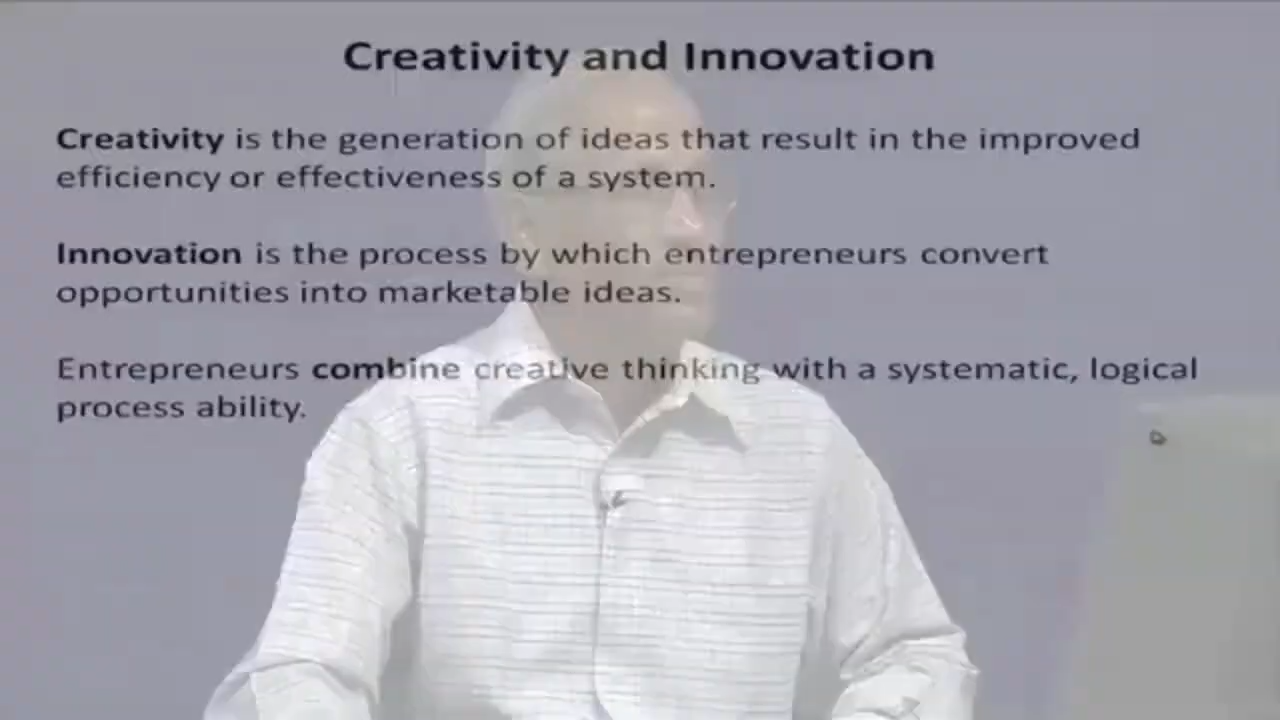 Creativity and Innovation
Creativity is the generation of ideas that result in the improved
efficiency or effectiveness of a system.
Innovation is the process by which entrepreneurs convert
opportunities into marketable ideas.
Entrepreneurs combine creative thinking with a systematic, logical
process ability.